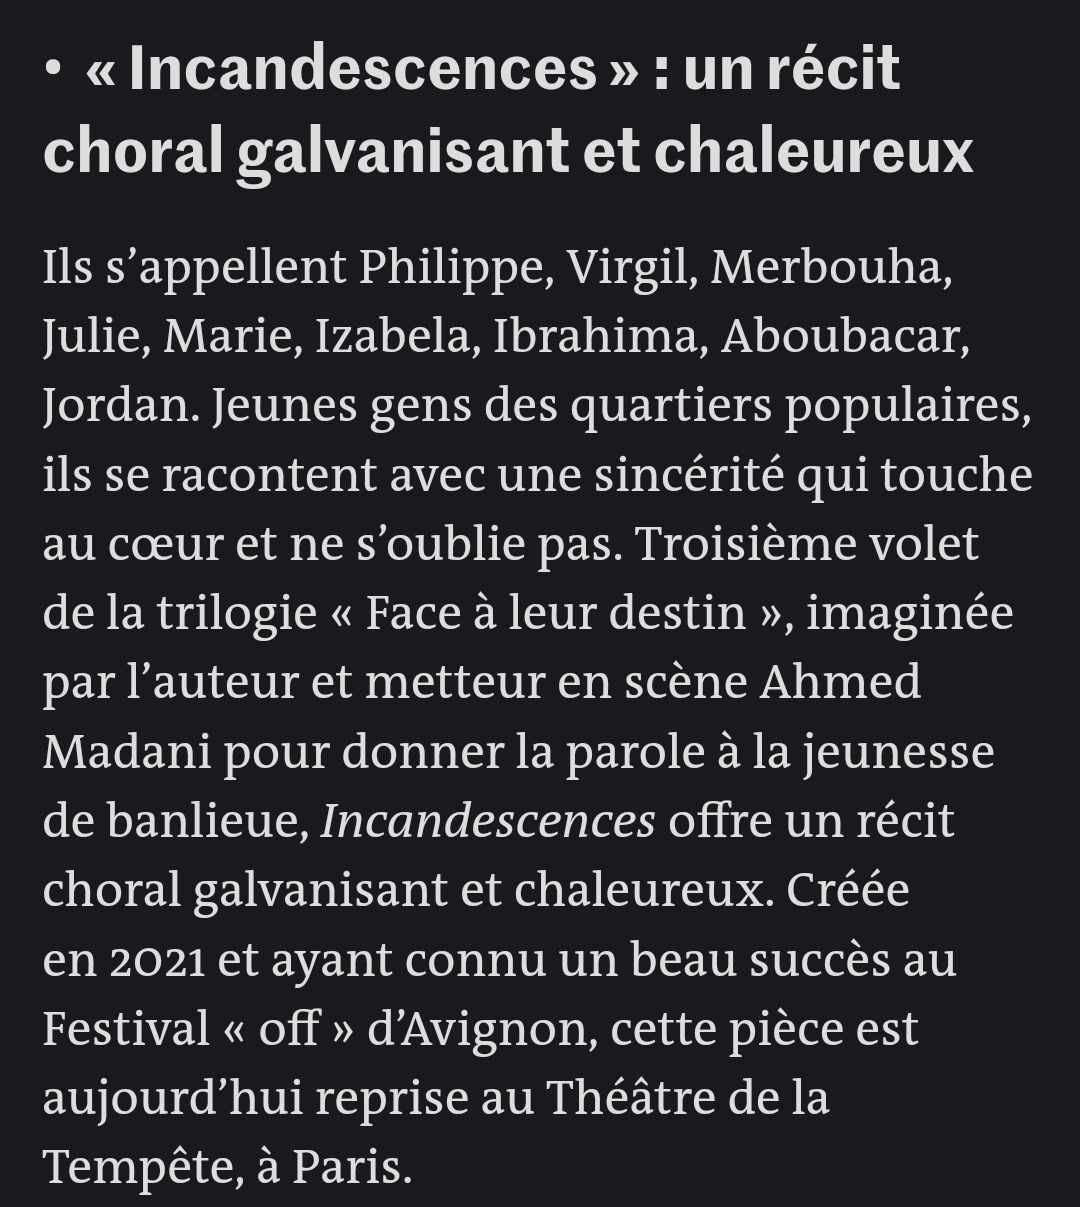 • « Incandescences » : un récit
choral galvanisant et chaleureux
Ils s’appellent Philippe, Virgil, Merbouha,
Julie, Marie, Izabela, Ibrahima, Aboubacar,
Jordan. Jeunes gens des quartiers populaires,
ils se racontent avec une sincérité qui touche
au cœur et ne s’oublie pas. Troisième volet
de la trilogie « Face à leur destin », imaginée
par l’auteur et metteur en scène Ahmed
Madani pour donner la parole à la jeunesse
de banlieue, Incandescences offre un récit
choral galvanisant et chaleureux. Créée
en 2021 et ayant connu un beau succès au
Festival « off » d’Avignon, cette pièce est
aujourd’hui reprise au Théâtre de la
Tempête, à Paris.